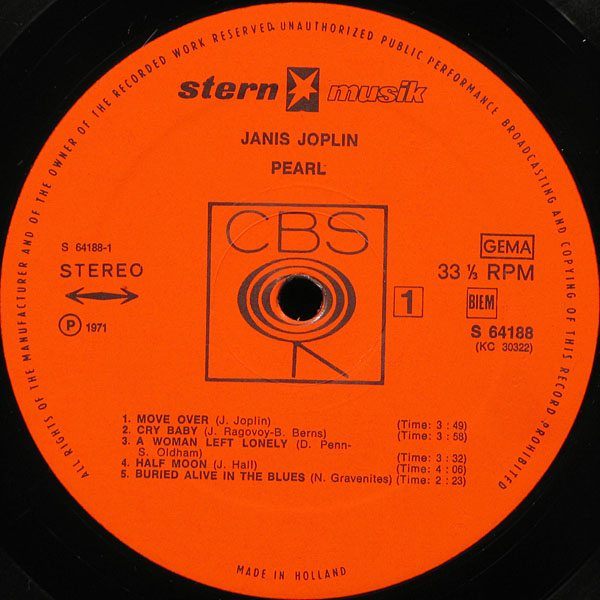 ALL RIGHTS OF THE MANUFACTURER AND OF THE OWNER OF THE RECORDED WORK RESERVED. UNAUTHORIZED PUBLIC PERFORMANCE BROADCASTING AND COPYING OF THIS RECORD PROHIBITED
stern musik
JANIS JOPLIN
PEARL
CBS
S 64188-1
STEREO
P 1971
GEMA
33 ⅓ RPM
1 BIEM
S 64188
(KC 30322)
1. MOVE OVER (J. Joplin) (Time: 3 : 49)
2. CRY BABY (J. Ragovoy-B. Berns) (Time: 3 : 58)
3. A WOMAN LEFT LONELY (D. Penn-
S. Oldham) (Time: 3 : 32)
4. HALF MOON (J. Hall) (Time: 4 : 06)
5. BURIED ALIVE IN THE BLUES (N. Gravenites) (Time: 2 : 23)
MADE IN HOLLAND